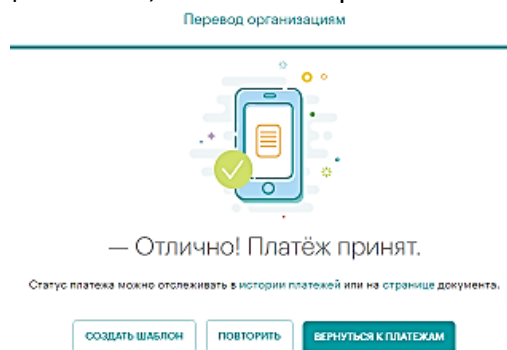 Перевод организациям
— Отлично! Платёж принят.
Статус платежа можно отслеживать в истории платежей или на странице документа.
СОЗДАТЬ ШАБЛОН
ПОВТОРИТЬ
ВЕРНУТЬСЯ К ПЛАТЕЖАМ